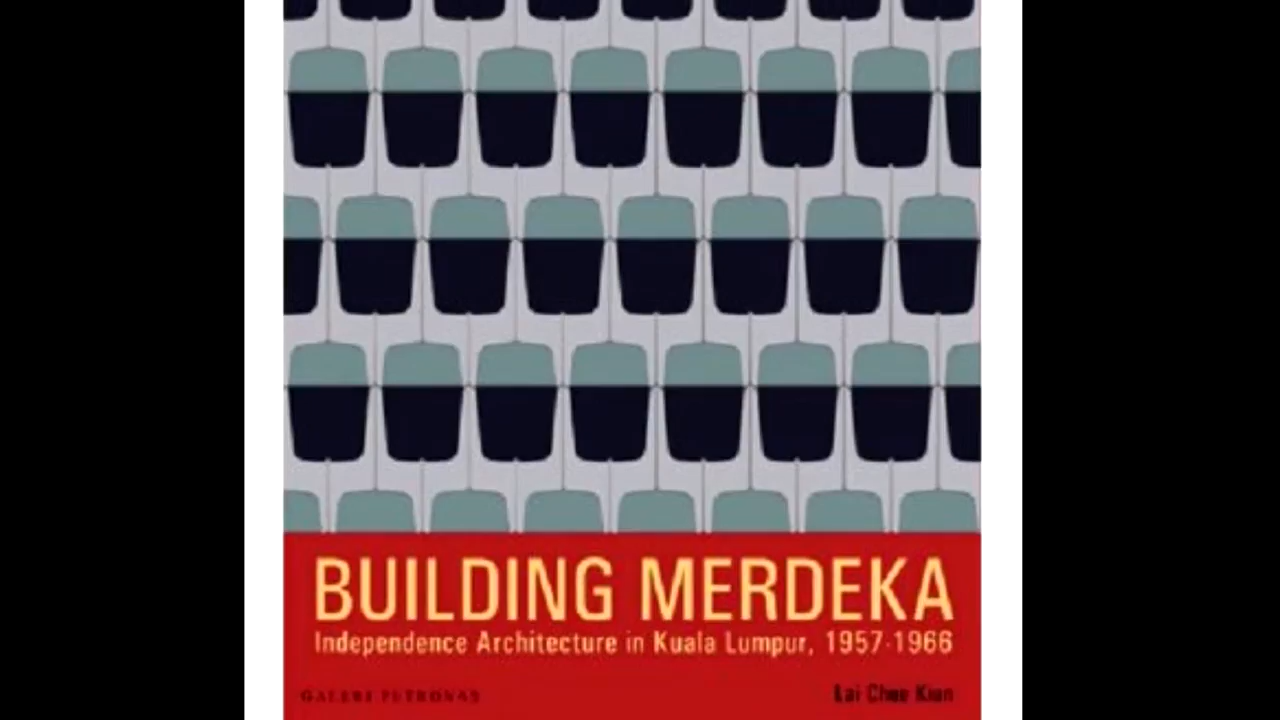 BUILDING MERDEKA
Independence Architecture in Kuala Lumpur, 1957-1966
GALERI PETRONAS
Lai Chee Kien